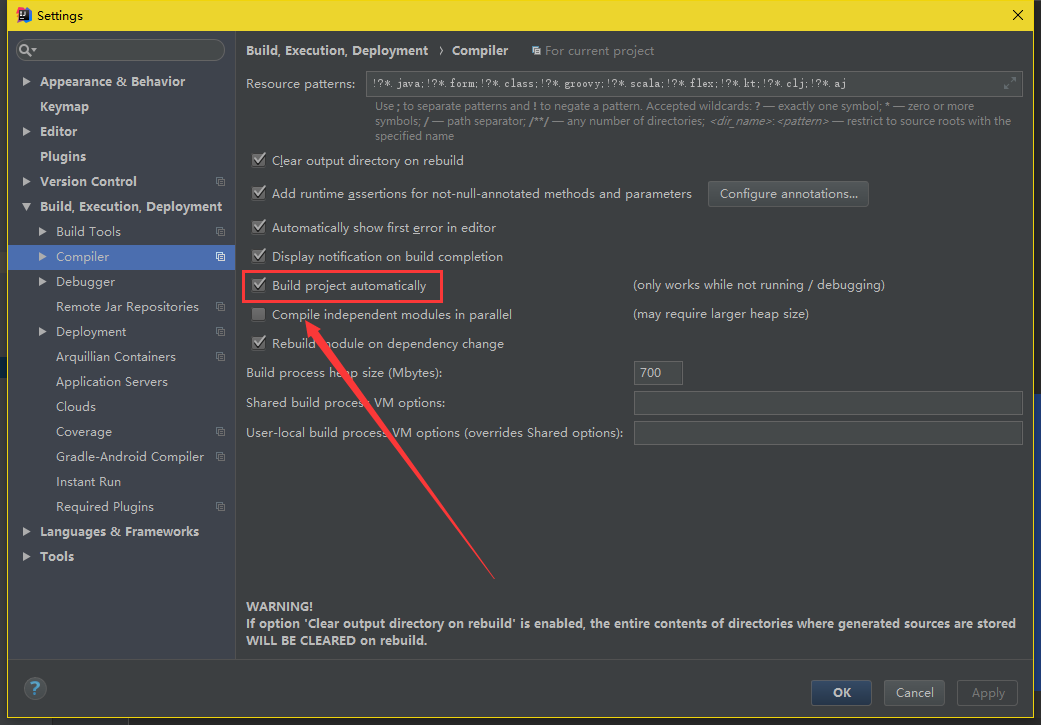 Settings
Appearance & Behavior
Keymap
Editor
Plugins
Version Control
Build, Execution, Deployment
Build Tools
Compiler
Debugger
Remote Jar Repositories
Deployment
Arquillian Containers
Application Servers
Clouds
Coverage
Gradle-Android Compiler
Instant Run
Required Plugins
Languages & Frameworks
Tools
Build, Execution, Deployment › Compiler For current project
Resource patterns: !?*.java;!?*.form;!?*.class;!?*.groovy;!?*.scala;!?*.flex;!?*.kt;!?*.clj;!?*.aj
Use ; to separate patterns and ! to negate a pattern. Accepted wildcards: ? — exactly one symbol; * — zero or more
symbols; / — path separator; /**/ — any number of directories; <dir_name>:<pattern> — restrict to source roots with the
specified name
Clear output directory on rebuild
Add runtime assertions for not-null-annotated methods and parameters Configure annotations...
Automatically show first error in editor
Display notification on build completion
Build project automatically (only works while not running / debugging)
Compile independent modules in parallel (may require larger heap size)
Rebuild module on dependency change
Build process heap size (Mbytes): 700
Shared build process VM options:
User-local build process VM options (overrides Shared options):
WARNING!
If option 'Clear output directory on rebuild' is enabled, the entire contents of directories where generated sources are stored
WILL BE CLEARED on rebuild.
? OK Cancel Apply